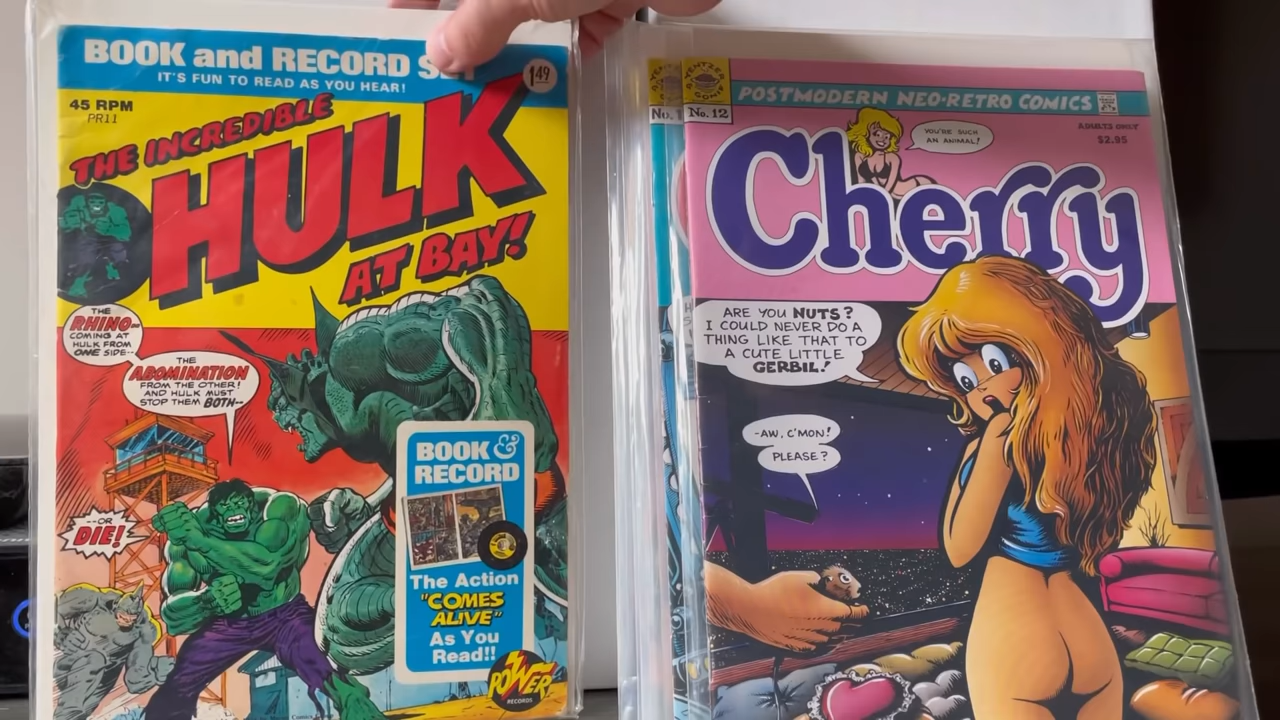 BOOK and RECORD SET
IT'S FUN TO READ AS YOU HEAR!
1.49
45 RPM
PR11
THE INCREDIBLE
HULK
AT BAY!
THE
RHINO--
COMING AT
HULK FROM
ONE SIDE--
THE
ABOMINATION
FROM THE OTHER!
AND HULK MUST
STOP THEM BOTH--
--OR
DIE!
BOOK &
RECORD
The Action
"COMES
ALIVE"
As You
Read!!
POWER
RECORDS
No. 1
No. 12
POSTMODERN NEO-RETRO COMICS
ADULTS ONLY
$2.95
YOU'RE SUCH
AN ANIMAL!
Cherry
ARE YOU NUTS?
I COULD NEVER DO A
THING LIKE THAT TO
A CUTE LITTLE
GERBIL!
-AW, C'MON!
PLEASE?